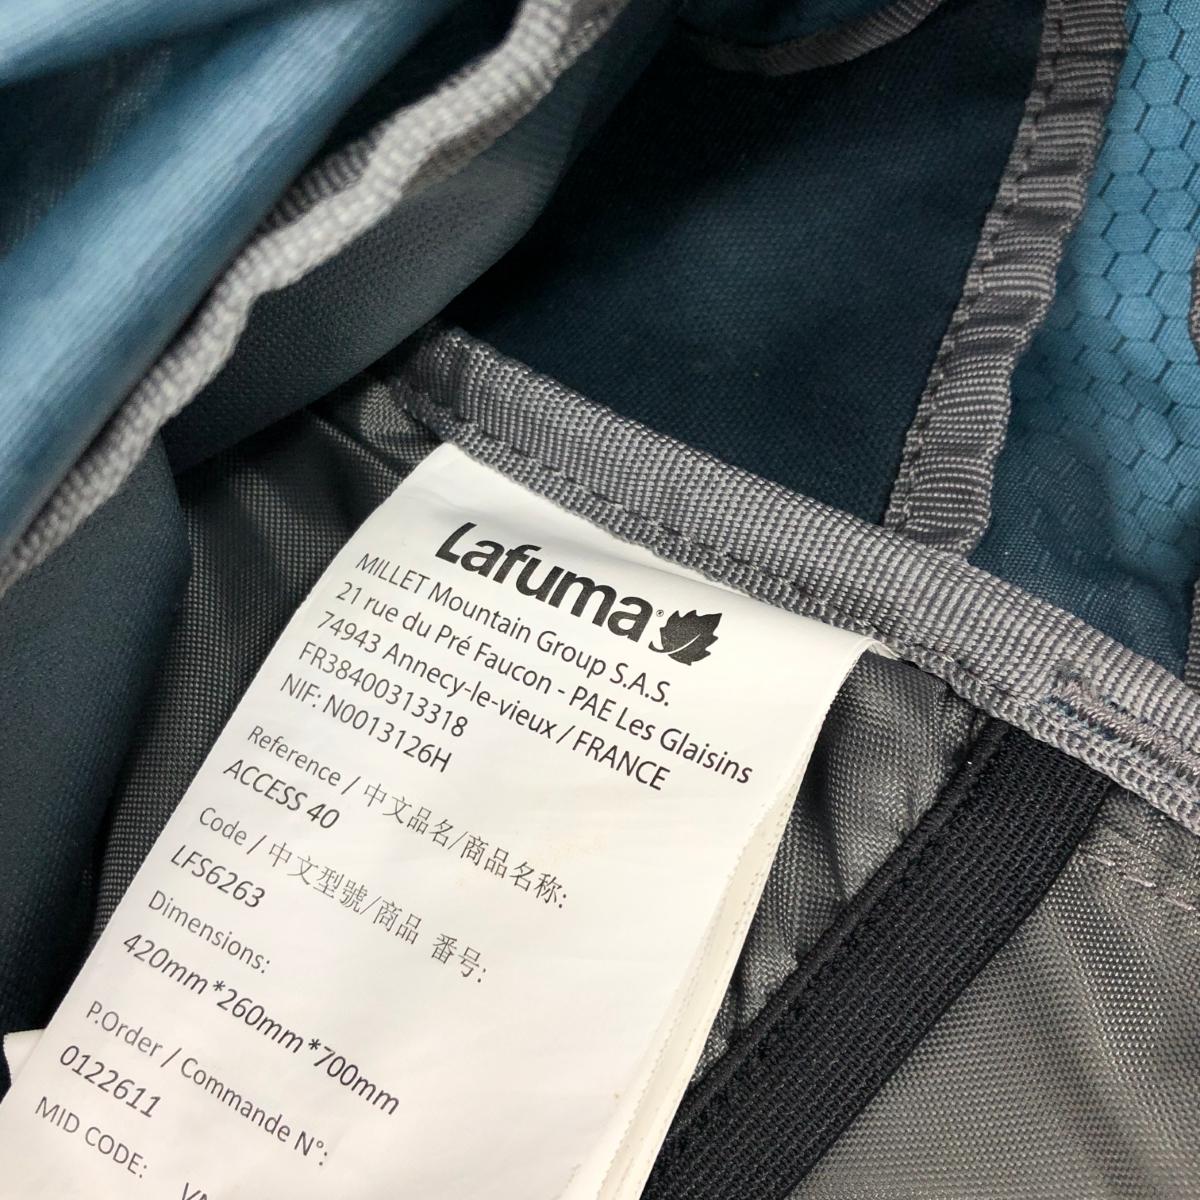 Lafuma®
MILLET Mountain Group S.A.S.
21 rue du Pré Faucon - PAE Les Glaisins
74943 Annecy-le-vieux / FRANCE
FR38400313318
NIF: N0013126H
Reference / 中文品名/商品名称:
ACCESS 40
Code / 中文型號/商品 番号:
LFS6263
Dimensions:
420mm*260mm*700mm
P.Order / Commande N°:
0122611
MID CODE: